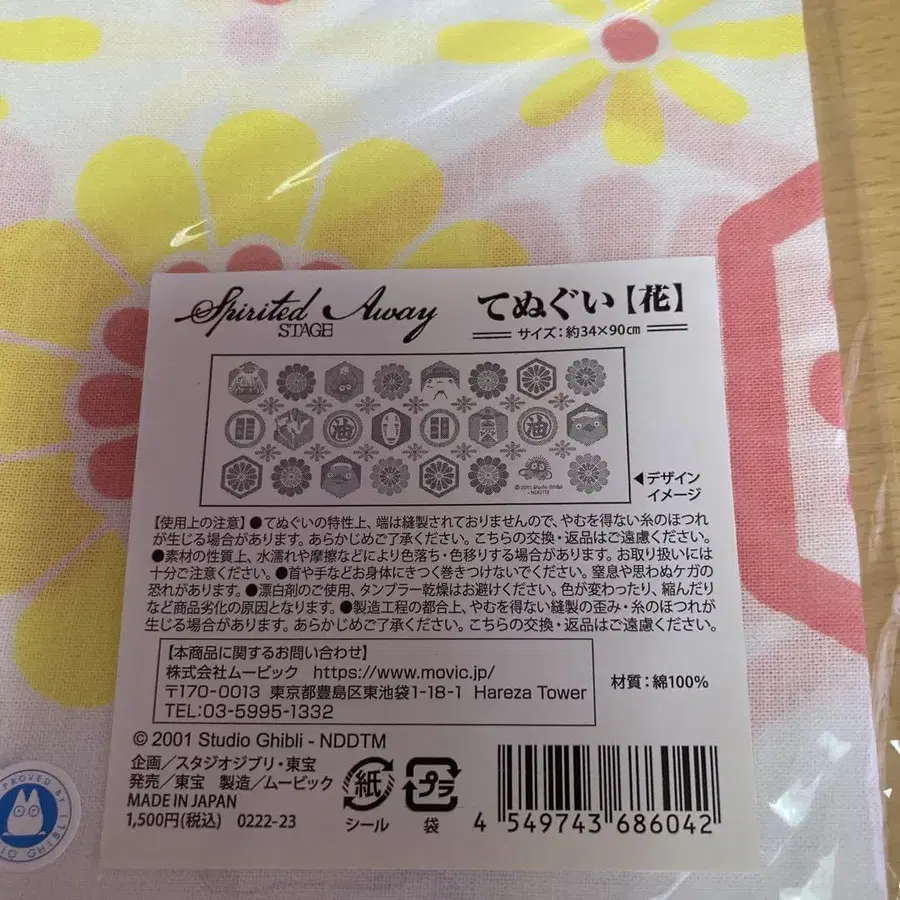 Spirited Away
STAGE
てぬぐい【花】
サイズ：約34×90㎝
油
油
© 2001 Studio Ghibli
- NDDTM
◀デザイン
イメージ
【使用上の注意】●てぬぐいの特性上、端は縫製されておりませんので、やむを得ない糸のほつれ
が生じる場合があります。あらかじめご了承ください。こちらの交換・返品はご遠慮ください。
●素材の性質上、水濡れや摩擦などにより色落ち・色移りする場合があります。お取り扱いには
十分ご注意ください。●首や手などお身体にきつく巻きつけないでください。窒息や思わぬケガの
恐れがあります。●漂白剤のご使用、タンブラー乾燥はお避けください。色が変わったり、縮んだり
など商品劣化の原因となります。●製造工程の都合上、やむを得ない縫製の歪み・糸のほつれが
生じる場合があります。あらかじめご了承ください。こちらの交換・返品はご遠慮ください。
【本商品に関するお問い合わせ】
株式会社ムービック https://www.movic.jp/
〒170-0013 東京都豊島区東池袋1-18-1 Hareza Tower
TEL:03-5995-1332
材質：綿100%
© 2001 Studio Ghibli - NDDTM
企画／スタジオジブリ・東宝
発売／東宝 製造／ムービック
MADE IN JAPAN
1,500円(税込) 0222-23
紙
シール
プラ
袋
4 549743 686042
PROVED BY
IO GHIBLI